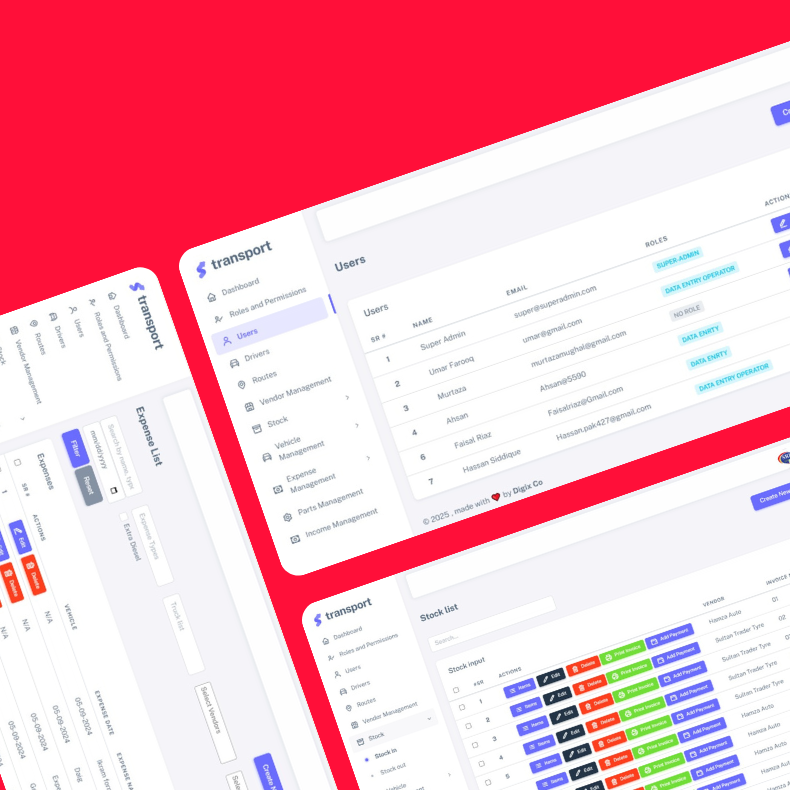 transport
Dashboard
Roles and Permissions
Users
Drivers
Routes
Vendor Management
Stock
Vehicle
Management
Expense
Management
Parts Management
Income Management
Users
Users
SR # NAME EMAIL ROLES
1 Super Admin super@superadmin.com SUPER-ADMIN
2 Umar Farooq umar@gmail.com DATA ENTRY OPERATOR
3 Murtaza murtazamughal@gmail.com NO ROLE
4 Ahsan Ahsan@5590 DATA ENIRTY
6 Faisal Riaz Faisalriaz@Gmail.com DATA ENIRTY
7 Hassan Siddique Hassan.pak427@gmail.com DATA ENTRY OPERATOR
© 2025 , made with ❤️ by Digix Co
transport
Dashboard
Roles and Permissions
Users
Drivers
Routes
Vendor Management
Expense List
Search by name, type
Expense Types
Truck list
Select Vendors
mm/dd/yyyy
Extra Diesel
Filter
Reset
Expenses
SR # ACTIONS VEHICLE EXPENSE DATE
Edit Delete N/A 05-09-2024
Delete N/A 05-09-2024
N/A 05-09-2024
transport
Dashboard
Roles and Permissions
Users
Drivers
Routes
Vendor Management
Stock
Stock in
Stock out
Stock list
Search...
Create New
Stock input
#SR ACTIONS VENDOR INVOICE
1 Items Edit Delete Print Invoice Add Payment Hamza Auto 01
2 Items Edit Delete Print Invoice Add Payment Sultan Trader Tyre 02
3 Items Edit Delete Print Invoice Add Payment Sultan Trader Tyre
4 Items Edit Delete Print Invoice Add Payment Sultan Trader Tyre
5 Items Edit Delete Print Invoice Add Payment Sultan Trader Tyre
Items Edit Delete Print Invoice Add Payment Hamza Auto
Edit Delete Print Invoice Add Payment Hamza Auto